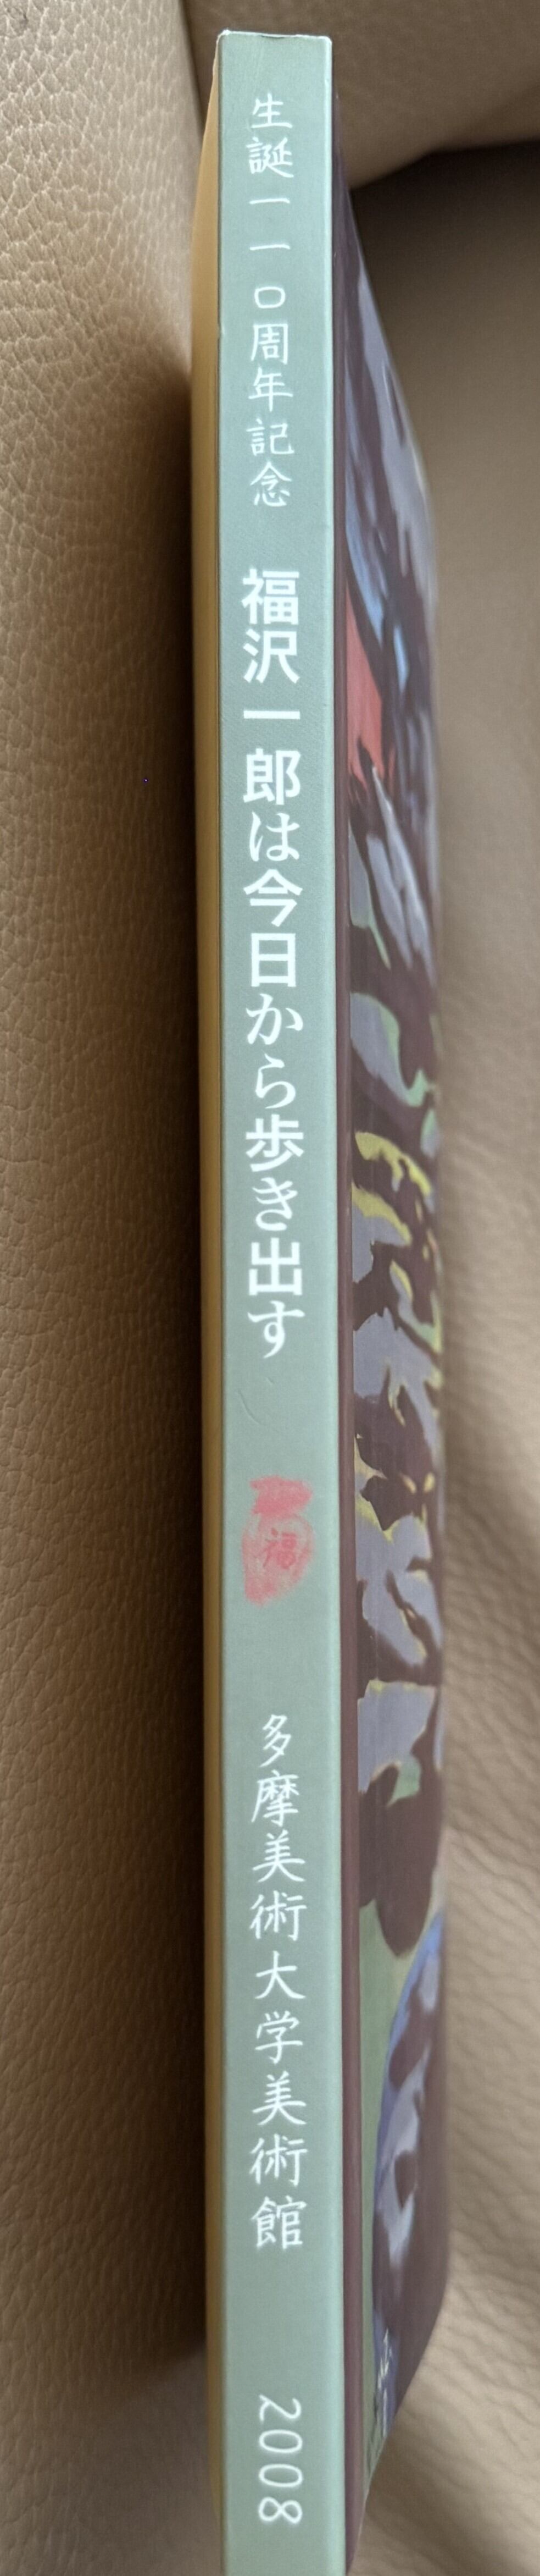 生誕一一〇周年記念
福沢一郎は今日から歩き出す
福
多摩美術大学美術館
2008